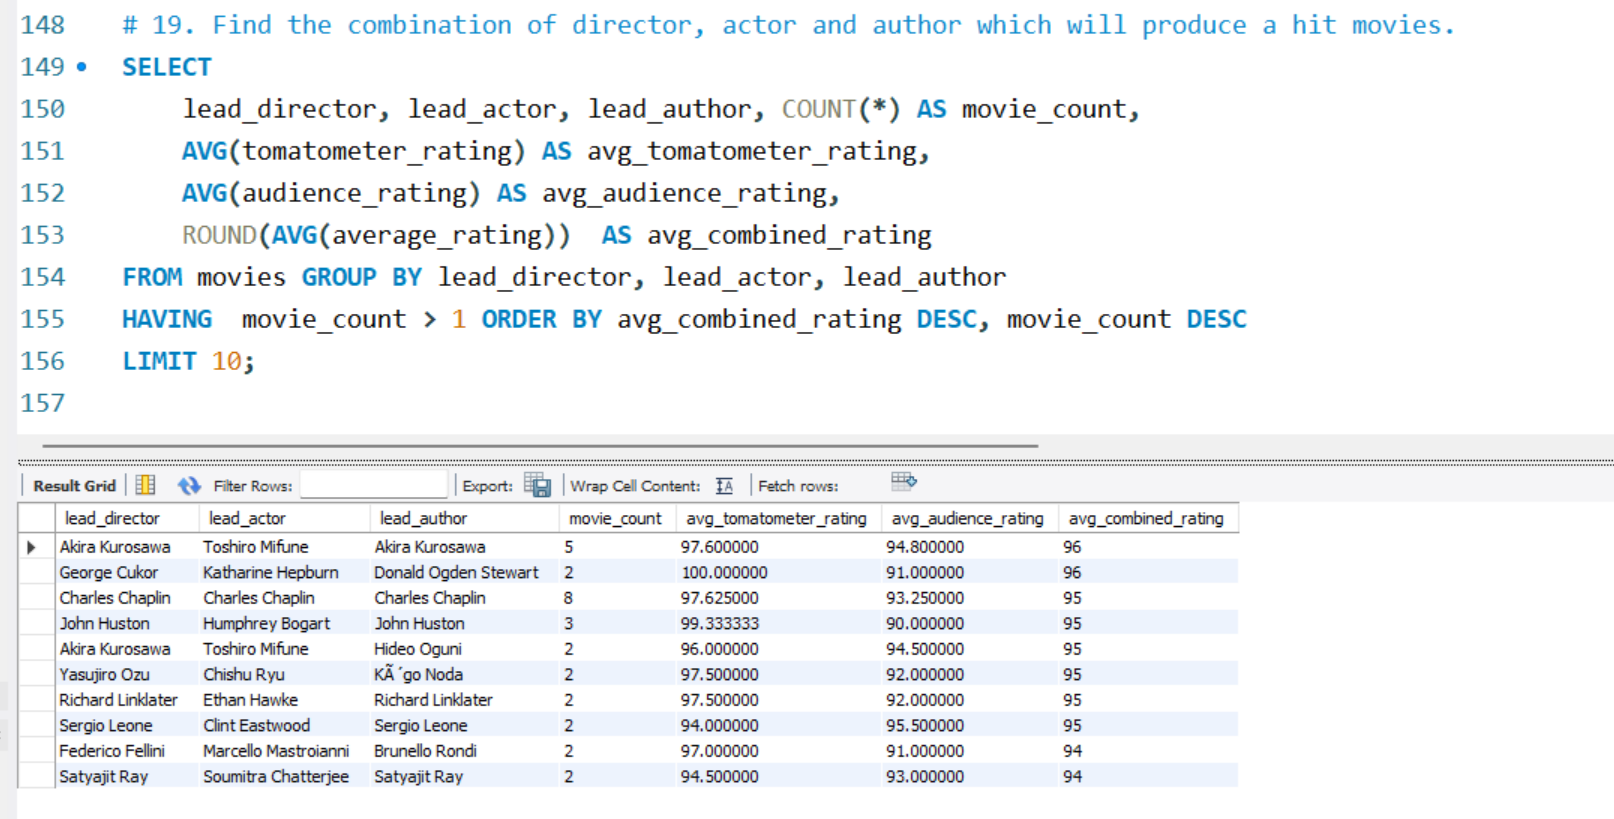 148 # 19. Find the combination of director, actor and author which will produce a hit movies.
149 SELECT
150 lead_director, lead_actor, lead_author, COUNT(*) AS movie_count,
151 AVG(tomatometer_rating) AS avg_tomatometer_rating,
152 AVG(audience_rating) AS avg_audience_rating,
153 ROUND(AVG(average_rating))  AS avg_combined_rating
154 FROM movies GROUP BY lead_director, lead_actor, lead_author
155 HAVING  movie_count > 1 ORDER BY avg_combined_rating DESC, movie_count DESC
156 LIMIT 10;
157
Result Grid Filter Rows: Export: Wrap Cell Content: IA Fetch rows:
lead_director lead_actor lead_author movie_count avg_tomatometer_rating avg_audience_rating avg_combined_rating
Akira Kurosawa Toshiro Mifune Akira Kurosawa 5 97.600000 94.800000 96
George Cukor Katharine Hepburn Donald Ogden Stewart 2 100.000000 91.000000 96
Charles Chaplin Charles Chaplin Charles Chaplin 8 97.625000 93.250000 95
John Huston Humphrey Bogart John Huston 3 99.333333 90.000000 95
Akira Kurosawa Toshiro Mifune Hideo Oguni 2 96.000000 94.500000 95
Yasujiro Ozu Chishu Ryu KÃ´go Noda 2 97.500000 92.000000 95
Richard Linklater Ethan Hawke Richard Linklater 2 97.500000 92.000000 95
Sergio Leone Clint Eastwood Sergio Leone 2 94.000000 95.500000 95
Federico Fellini Marcello Mastroianni Brunello Rondi 2 97.000000 91.000000 94
Satyajit Ray Soumitra Chatterjee Satyajit Ray 2 94.500000 93.000000 94